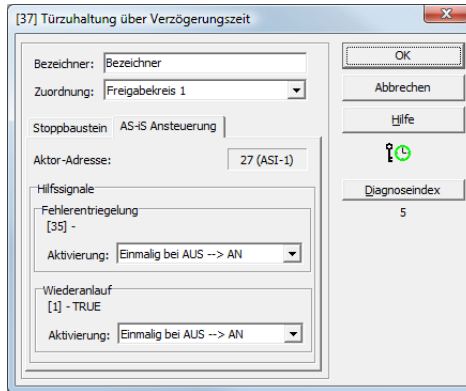 [37] Türzuhaltung über Verzögerungszeit
Bezeichner: Bezeichner
Zuordnung: Freigabekreis 1
Stoppbaustein AS-iS Ansteuerung
Aktor-Adresse: 27 (ASI-1)
Hilfssignale
Fehlerentriegelung
[35] -
Aktivierung: Einmalig bei AUS --> AN
Wiederanlauf
[1] - TRUE
Aktivierung: Einmalig bei AUS --> AN
OK
Abbrechen
Hilfe
Diagnoseindex
5